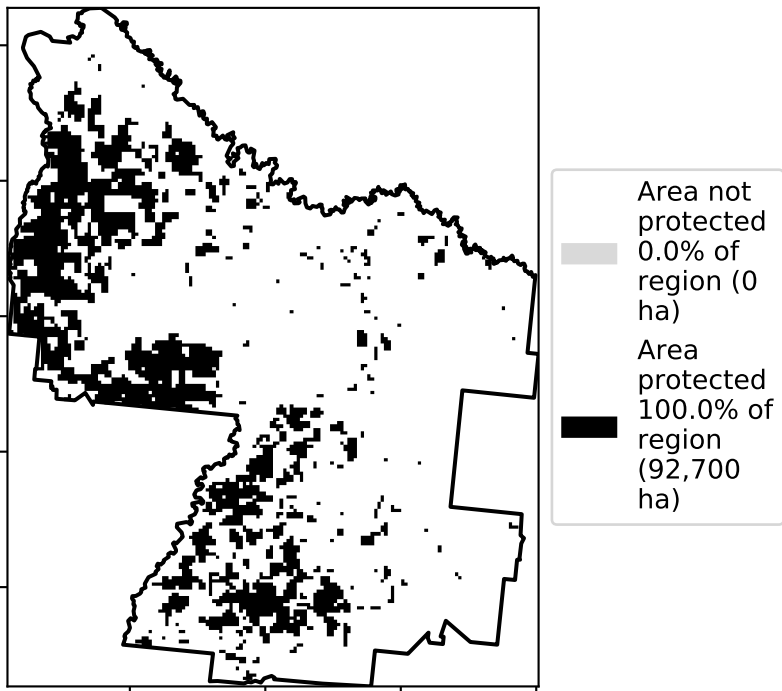 Area not
protected
0.0% of
region (0
ha)
Area
protected
100.0% of
region
(92,700
ha)